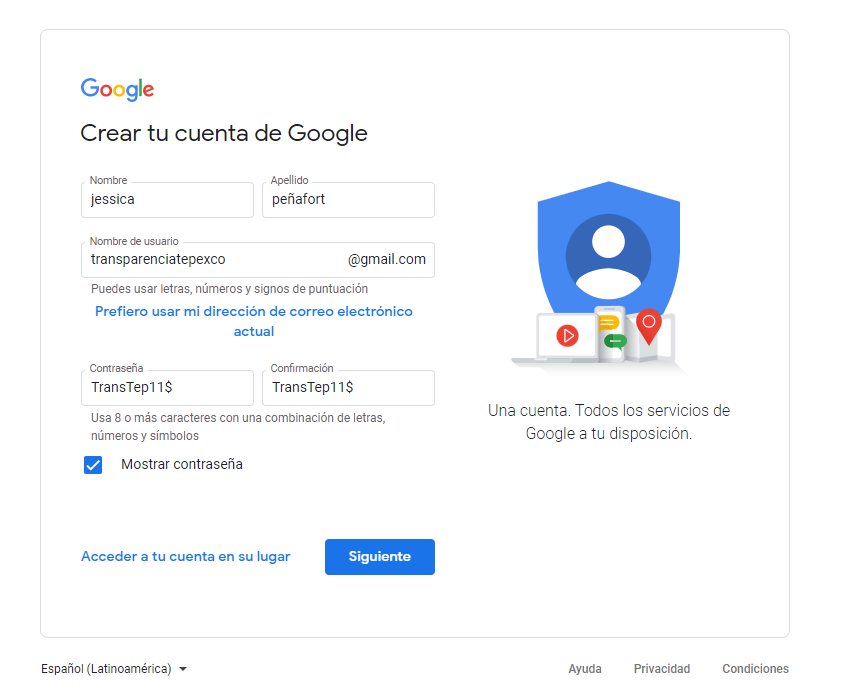 Google
Crear tu cuenta de Google
Nombre
jessica
Apellido
peñafort
Nombre de usuario
transparenciatepexco @gmail.com
Puedes usar letras, números y signos de puntuación
Prefiero usar mi dirección de correo electrónico
actual
Contraseña
TransTep11$
Confirmación
TransTep11$
Usa 8 o más caracteres con una combinación de letras,
números y símbolos
Mostrar contraseña
Acceder a tu cuenta en su lugar
Siguiente
Una cuenta. Todos los servicios de
Google a tu disposición.
Español (Latinoamérica)
Ayuda
Privacidad
Condiciones